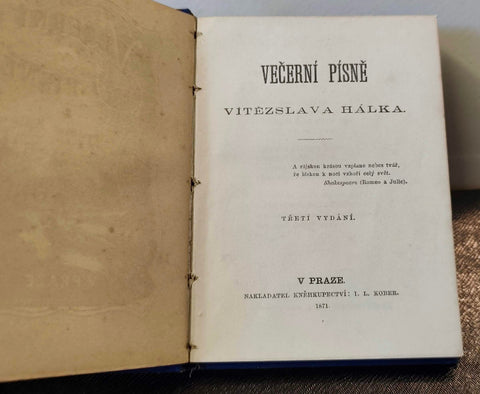 VEČERNÍ PÍSNĚ
VÍTĚZSLAVA HÁLKA.
A rájskou krásou vzplane nebes tvář,
že láskou k noci vzhoří celý svět.
Shakespeare (Romeo a Julie).
TŘETÍ VYDÁNÍ.
V PRAZE.
NAKLADATEL KNĚHKUPECTVÍ: I. L. KOBER.
1871.